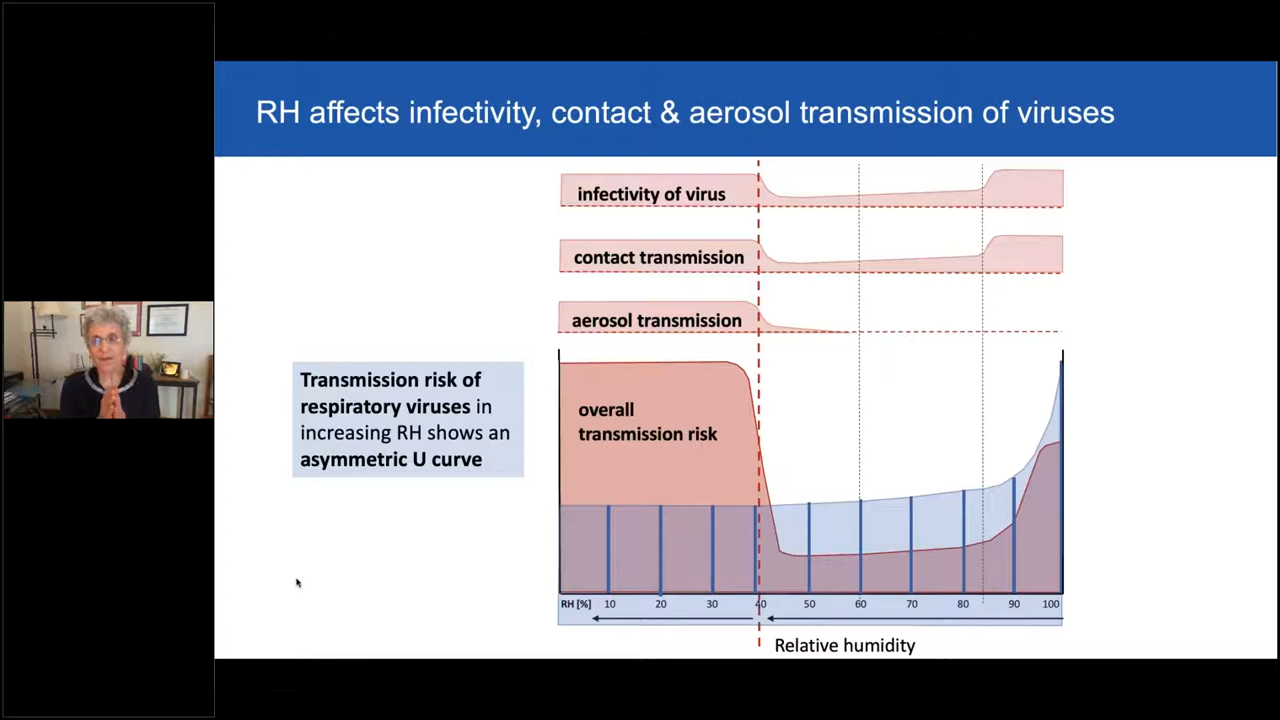 RH affects infectivity, contact & aerosol transmission of viruses
infectivity of virus
contact transmission
aerosol transmission
Transmission risk of
respiratory viruses in
increasing RH shows an
asymmetric U curve
overall
transmission risk
RH [%] 10 20 30 40 50 60 70 80 90 100
Relative humidity